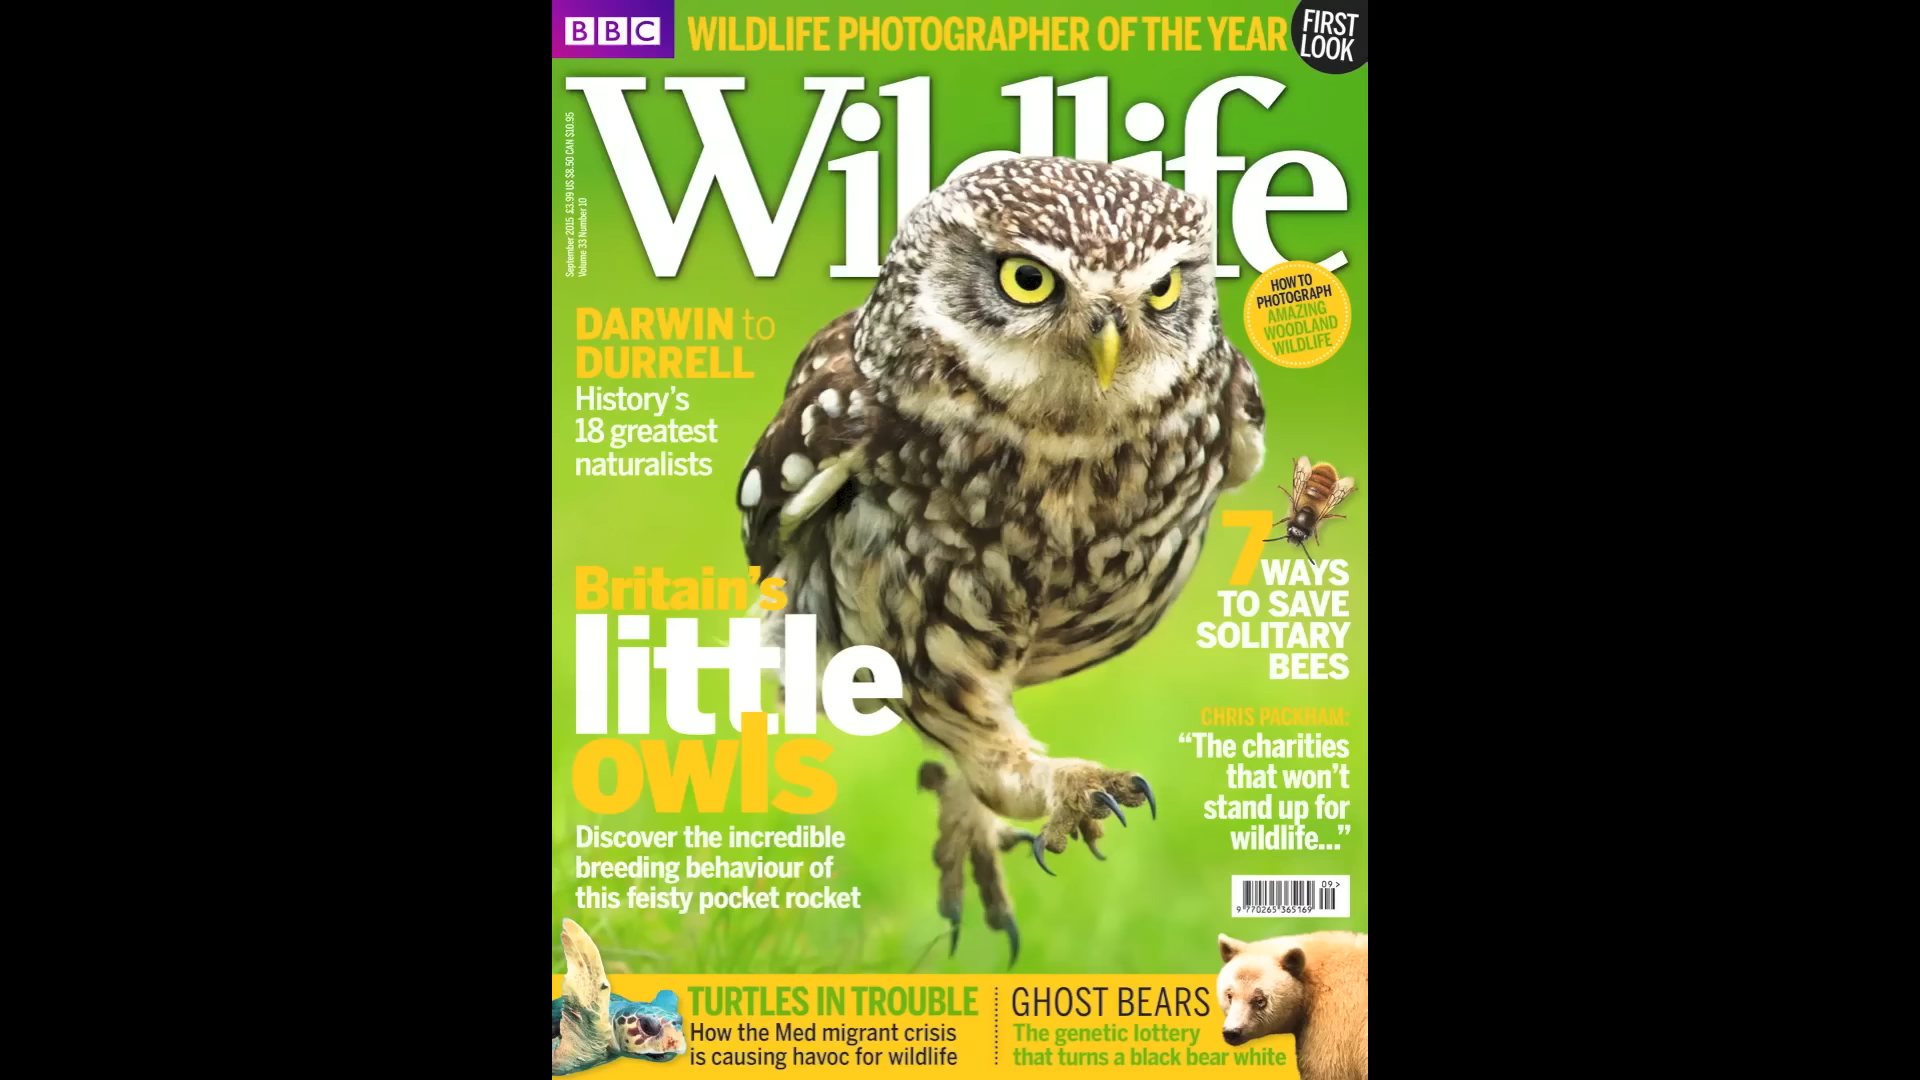 BBC
WILDLIFE PHOTOGRAPHER OF THE YEAR
FIRST
LOOK
Wildlife
September 2015 £3.99 US $8.50 CAN $10.95
Volume 33 Number 10
HOW TO
PHOTOGRAPH
AMAZING
WOODLAND
WILDLIFE
DARWIN to
DURRELL
History's
18 greatest
naturalists
7 WAYS
TO SAVE
SOLITARY
BEES
Britain's
little
owls
Discover the incredible
breeding behaviour of
this feisty pocket rocket
CHRIS PACKHAM:
“The charities
that won't
stand up for
wildlife...”
09 >
9 770265 365169
TURTLES IN TROUBLE
How the Med migrant crisis
is causing havoc for wildlife
GHOST BEARS
The genetic lottery
that turns a black bear white